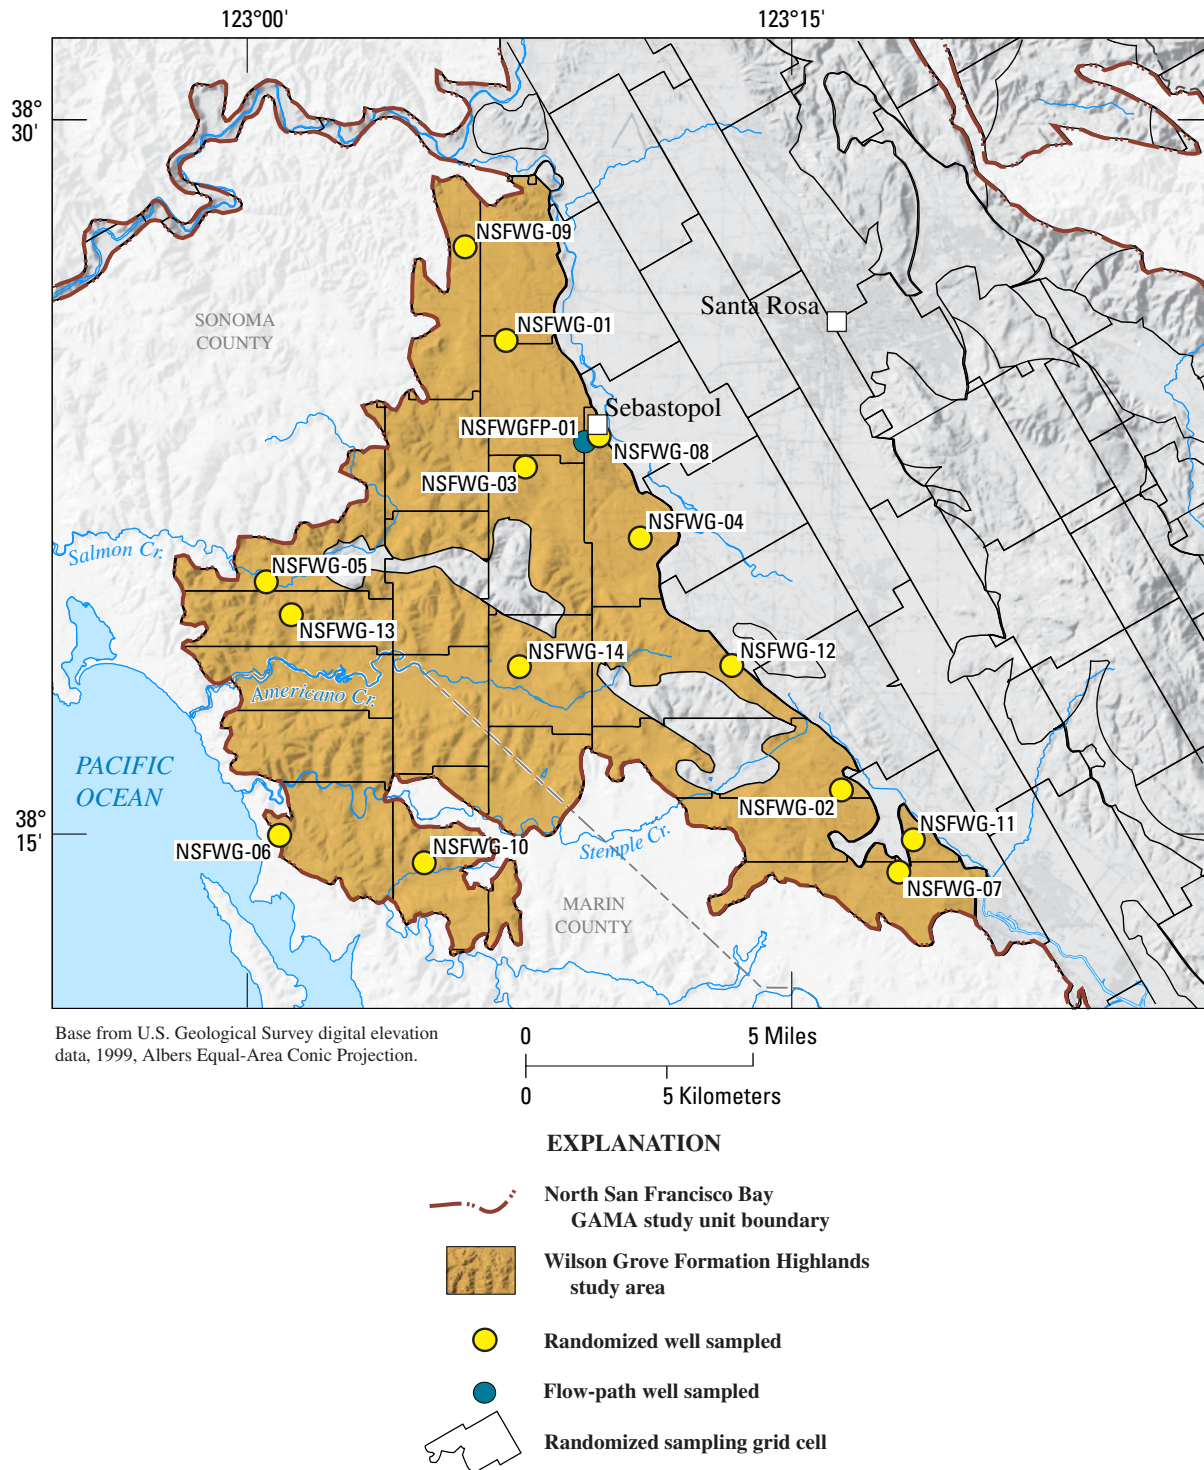 123°00'
123°15'
38°
30'
NSFWG-09
SONOMA
COUNTY
NSFWG-01
Santa Rosa
Sebastopol
NSFWGFP-01
NSFWG-08
NSFWG-03
NSFWG-04
Salmon Cr.
NSFWG-05
NSFWG-13
NSFWG-14
NSFWG-12
Americano Cr.
PACIFIC
OCEAN
NSFWG-02
38°
15'
NSFWG-11
Stemple Cr.
NSFWG-06
NSFWG-10
NSFWG-07
MARIN
COUNTY
Base from U.S. Geological Survey digital elevation
data, 1999, Albers Equal-Area Conic Projection.
0 5 Miles
0 5 Kilometers
EXPLANATION
North San Francisco Bay
GAMA study unit boundary
Wilson Grove Formation Highlands
study area
Randomized well sampled
Flow-path well sampled
Randomized sampling grid cell